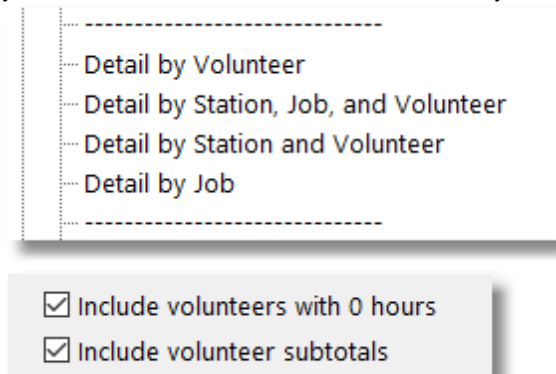 ------------------------------
Detail by Volunteer
Detail by Station, Job, and Volunteer
Detail by Station and Volunteer
Detail by Job
------------------------------
Include volunteers with 0 hours
Include volunteer subtotals